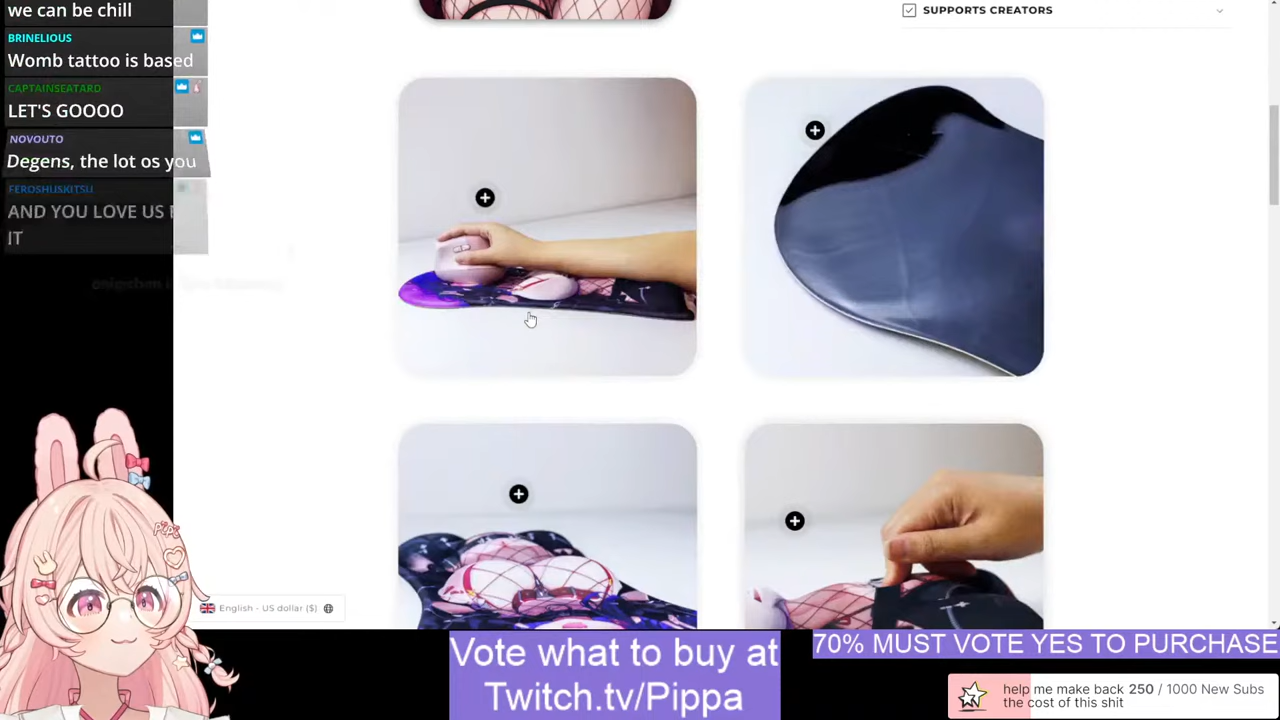 we can be chill
BRINELIOUS
Womb tattoo is based
CAPTAINSEATARD
LET'S GOOOO
NOVOUTO
Degens, the lot os you
FEROSHUSKITSU
AND YOU LOVE US
IT
SUPPORTS CREATORS
English - US dollar ($)
Vote what to buy at
Twitch.tv/Pippa
70% MUST VOTE YES TO PURCHASE
help me make back 250 / 1000 New Subs
the cost of this shit